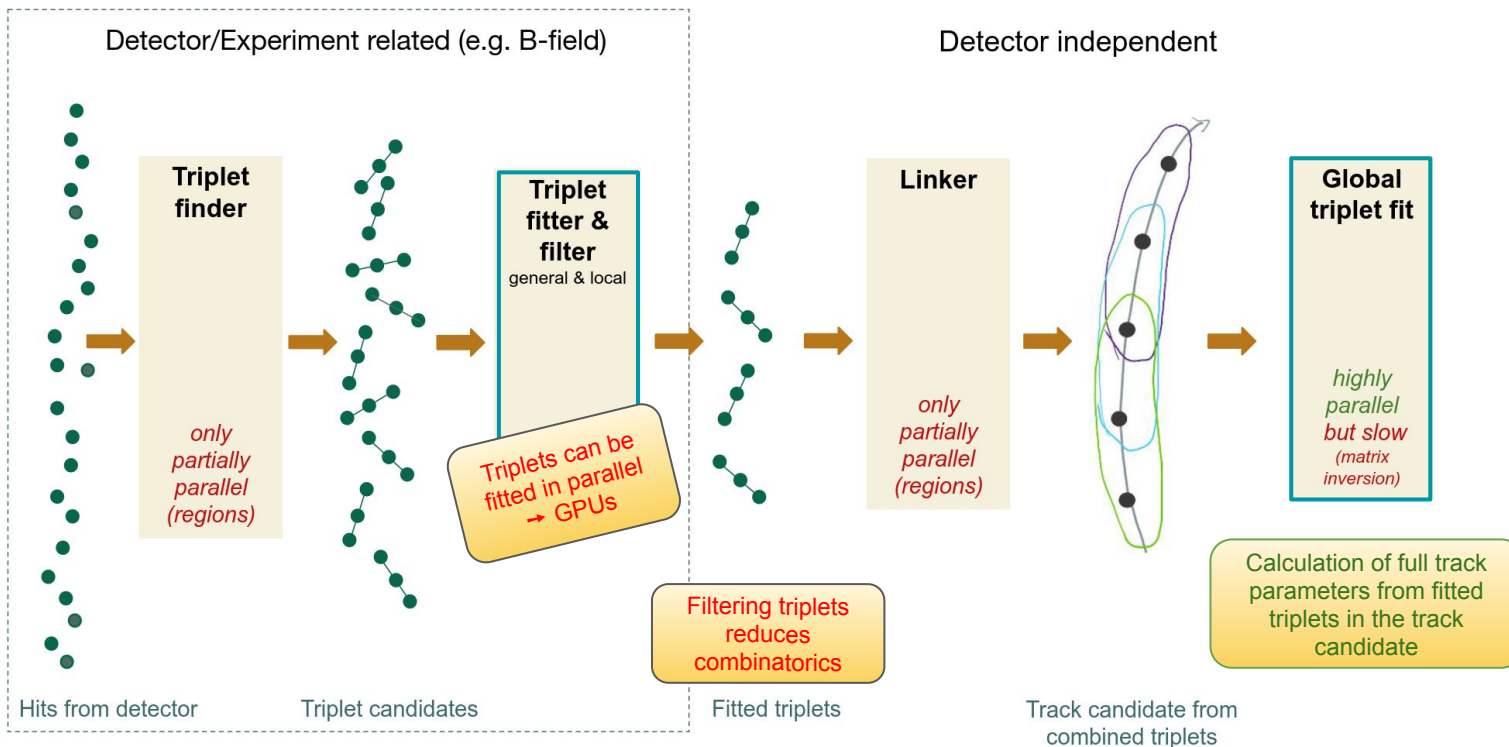 Detector/Experiment related (e.g. B-field)
Detector independent
Triplet
finder
only
partially
parallel
(regions)
Triplet
fitter &
filter
general & local
Triplets can be
fitted in parallel
→ GPUs
Linker
only
partially
parallel
(regions)
Global
triplet fit
highly
parallel
but slow
(matrix
inversion)
Filtering triplets
reduces
combinatorics
Calculation of full track
parameters from fitted
triplets in the track
candidate
Hits from detector
Triplet candidates
Fitted triplets
Track candidate from
combined triplets